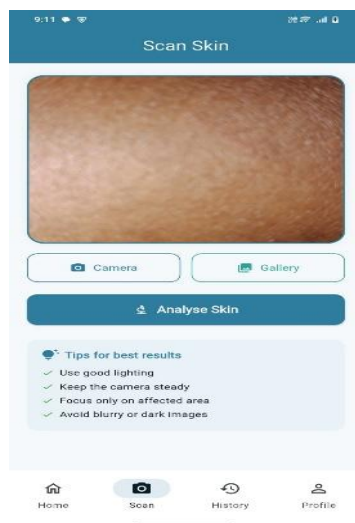 9:11
Scan Skin
Camera
Gallery
Analyse Skin
Tips for best results
Use good lighting
Keep the camera steady
Focus only on affected area
Avoid blurry or dark images
Home
Scan
History
Profile